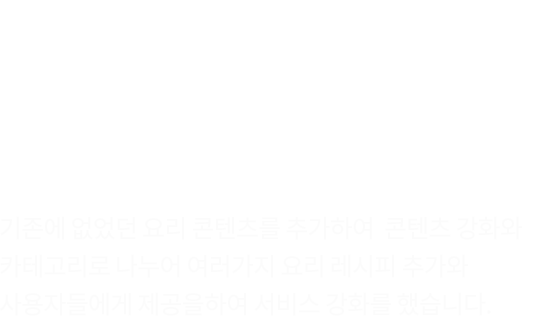 기존에 없었던 요리 콘텐츠를 추가하여 콘텐츠 강화와
카테고리로 나누어 여러가지 요리 레시피 추가와
사용자들에게 제공을하여 서비스 강화를 했습니다.